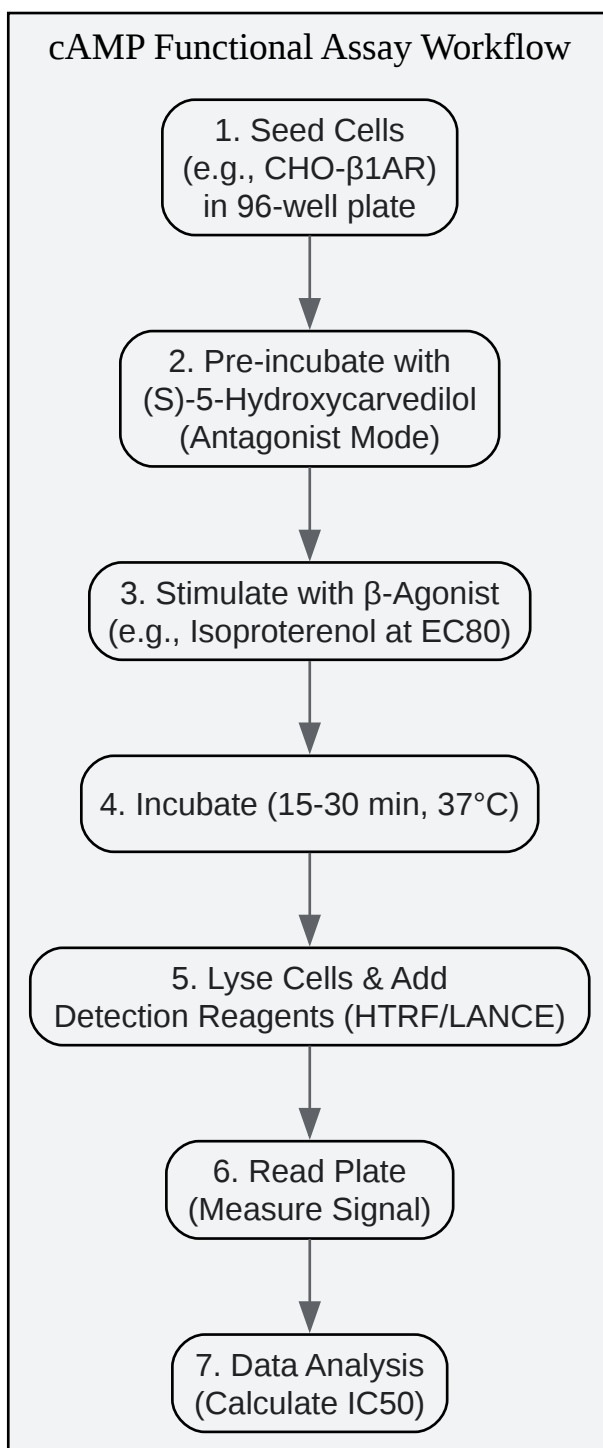 cAMP Functional Assay Workflow
1. Seed Cells
(e.g., CHO-β1AR)
in 96-well plate
2. Pre-incubate with
(S)-5-Hydroxycarvedilol
(Antagonist Mode)
3. Stimulate with β-Agonist
(e.g., Isoproterenol at EC80)
4. Incubate (15-30 min, 37°C)
5. Lyse Cells & Add
Detection Reagents (HTRF/LANCE)
6. Read Plate
(Measure Signal)
7. Data Analysis
(Calculate IC50)